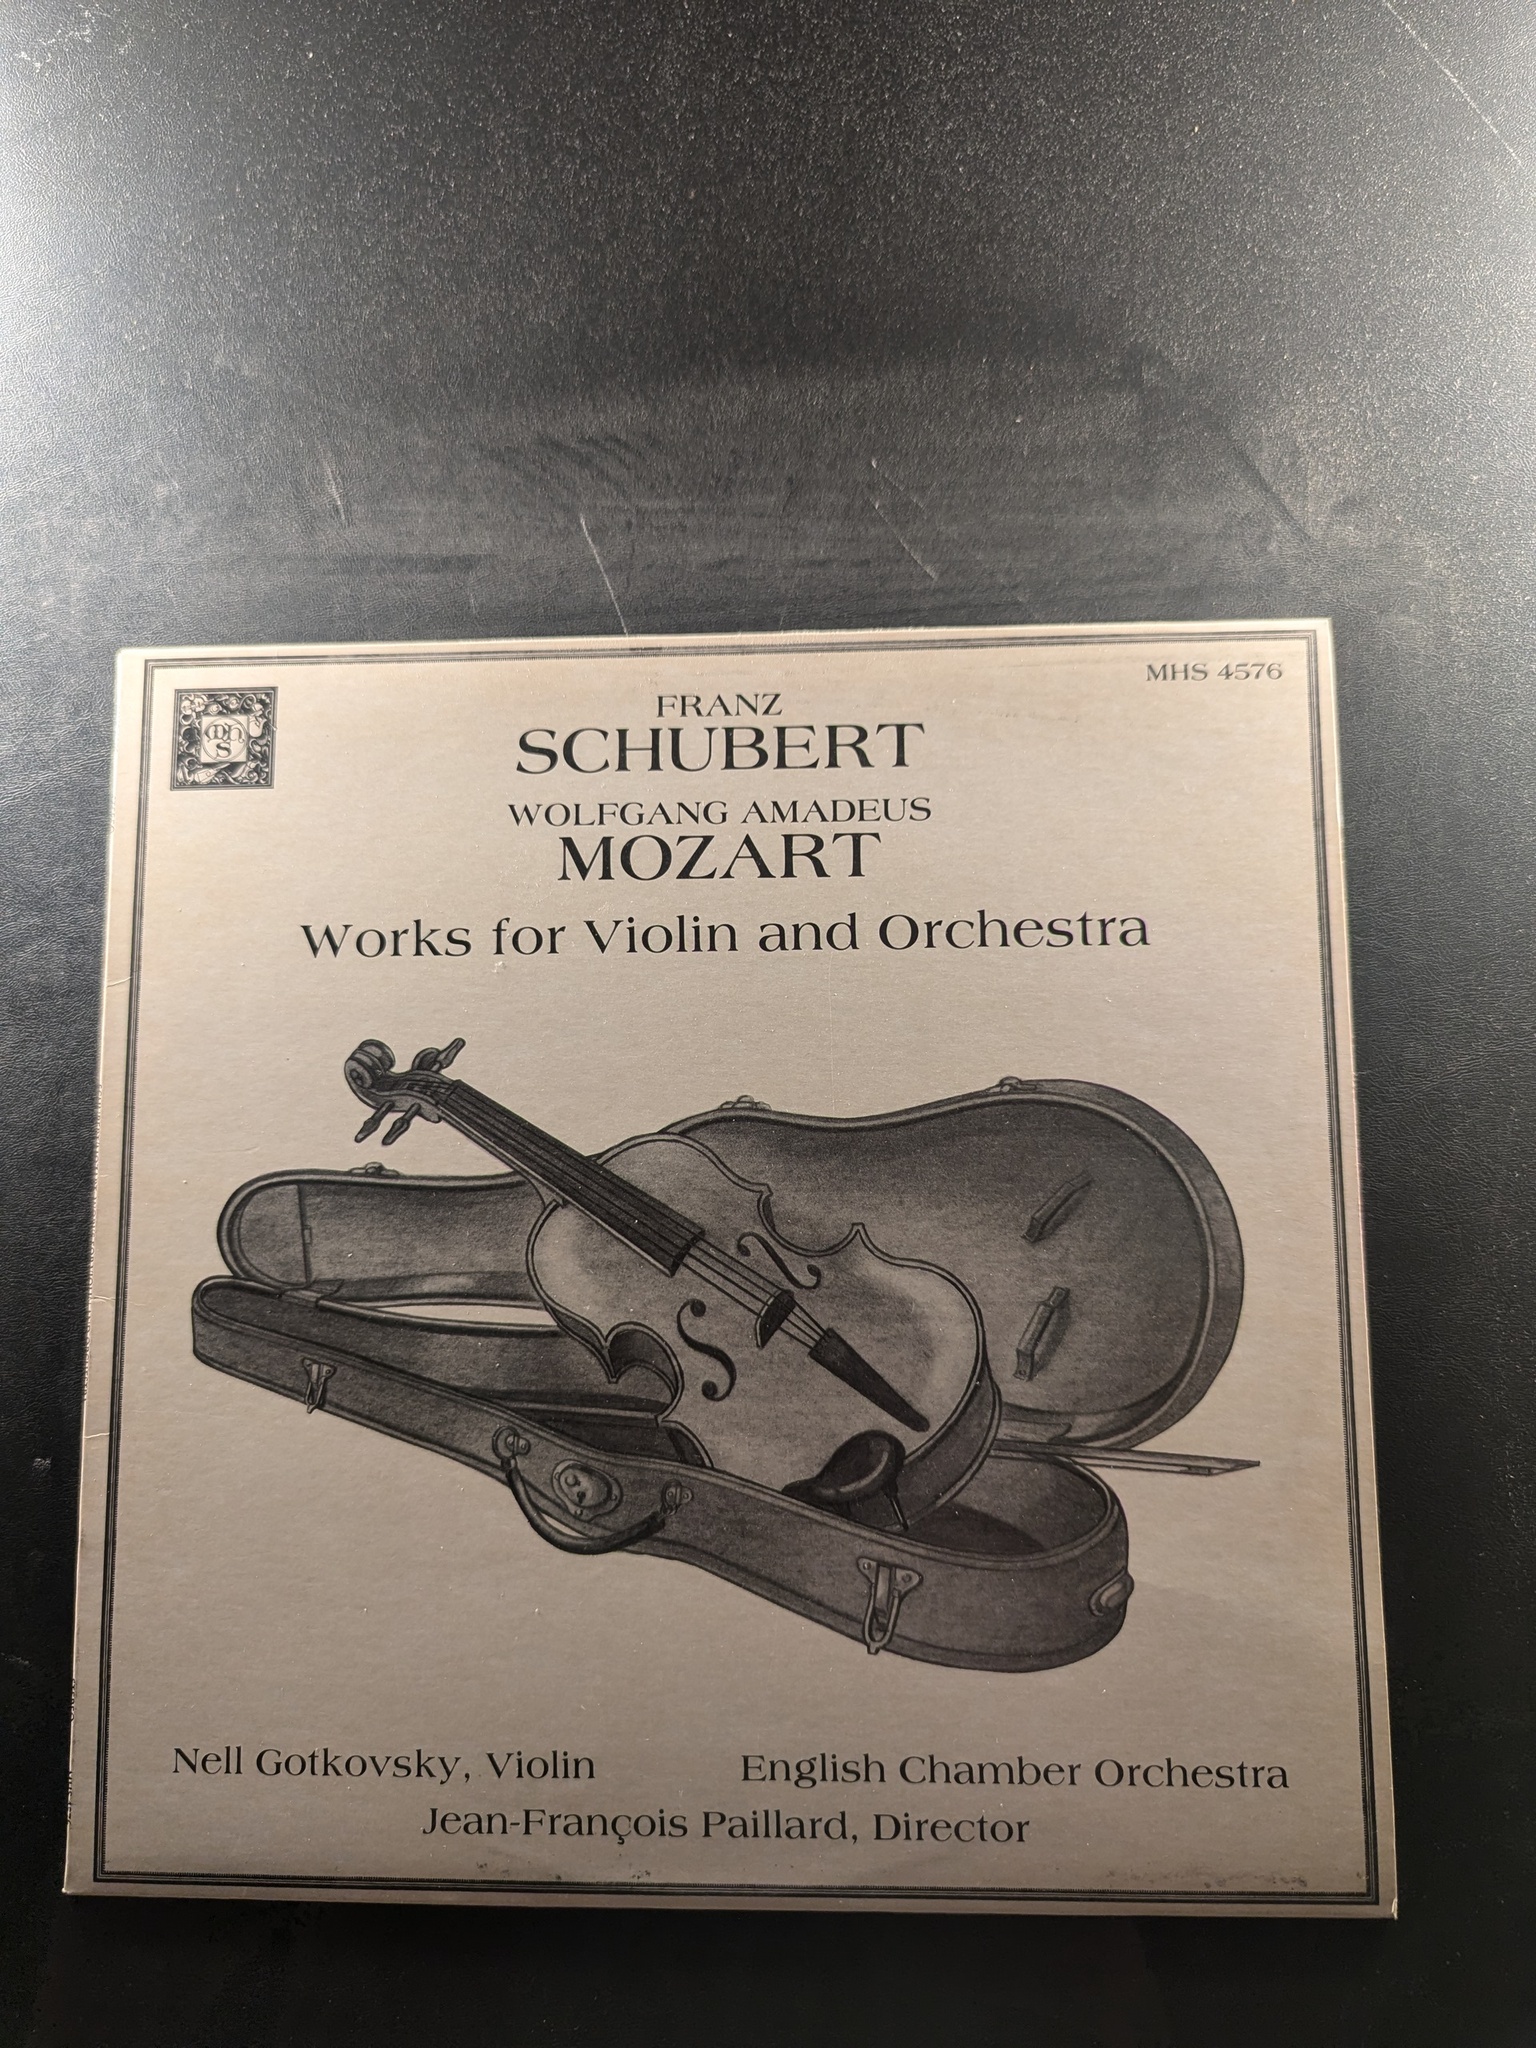 MHS 4576
mhs
FRANZ
SCHUBERT
WOLFGANG AMADEUS
MOZART
Works for Violin and Orchestra
Nell Gotkovsky, Violin
English Chamber Orchestra
Jean-François Paillard, Director